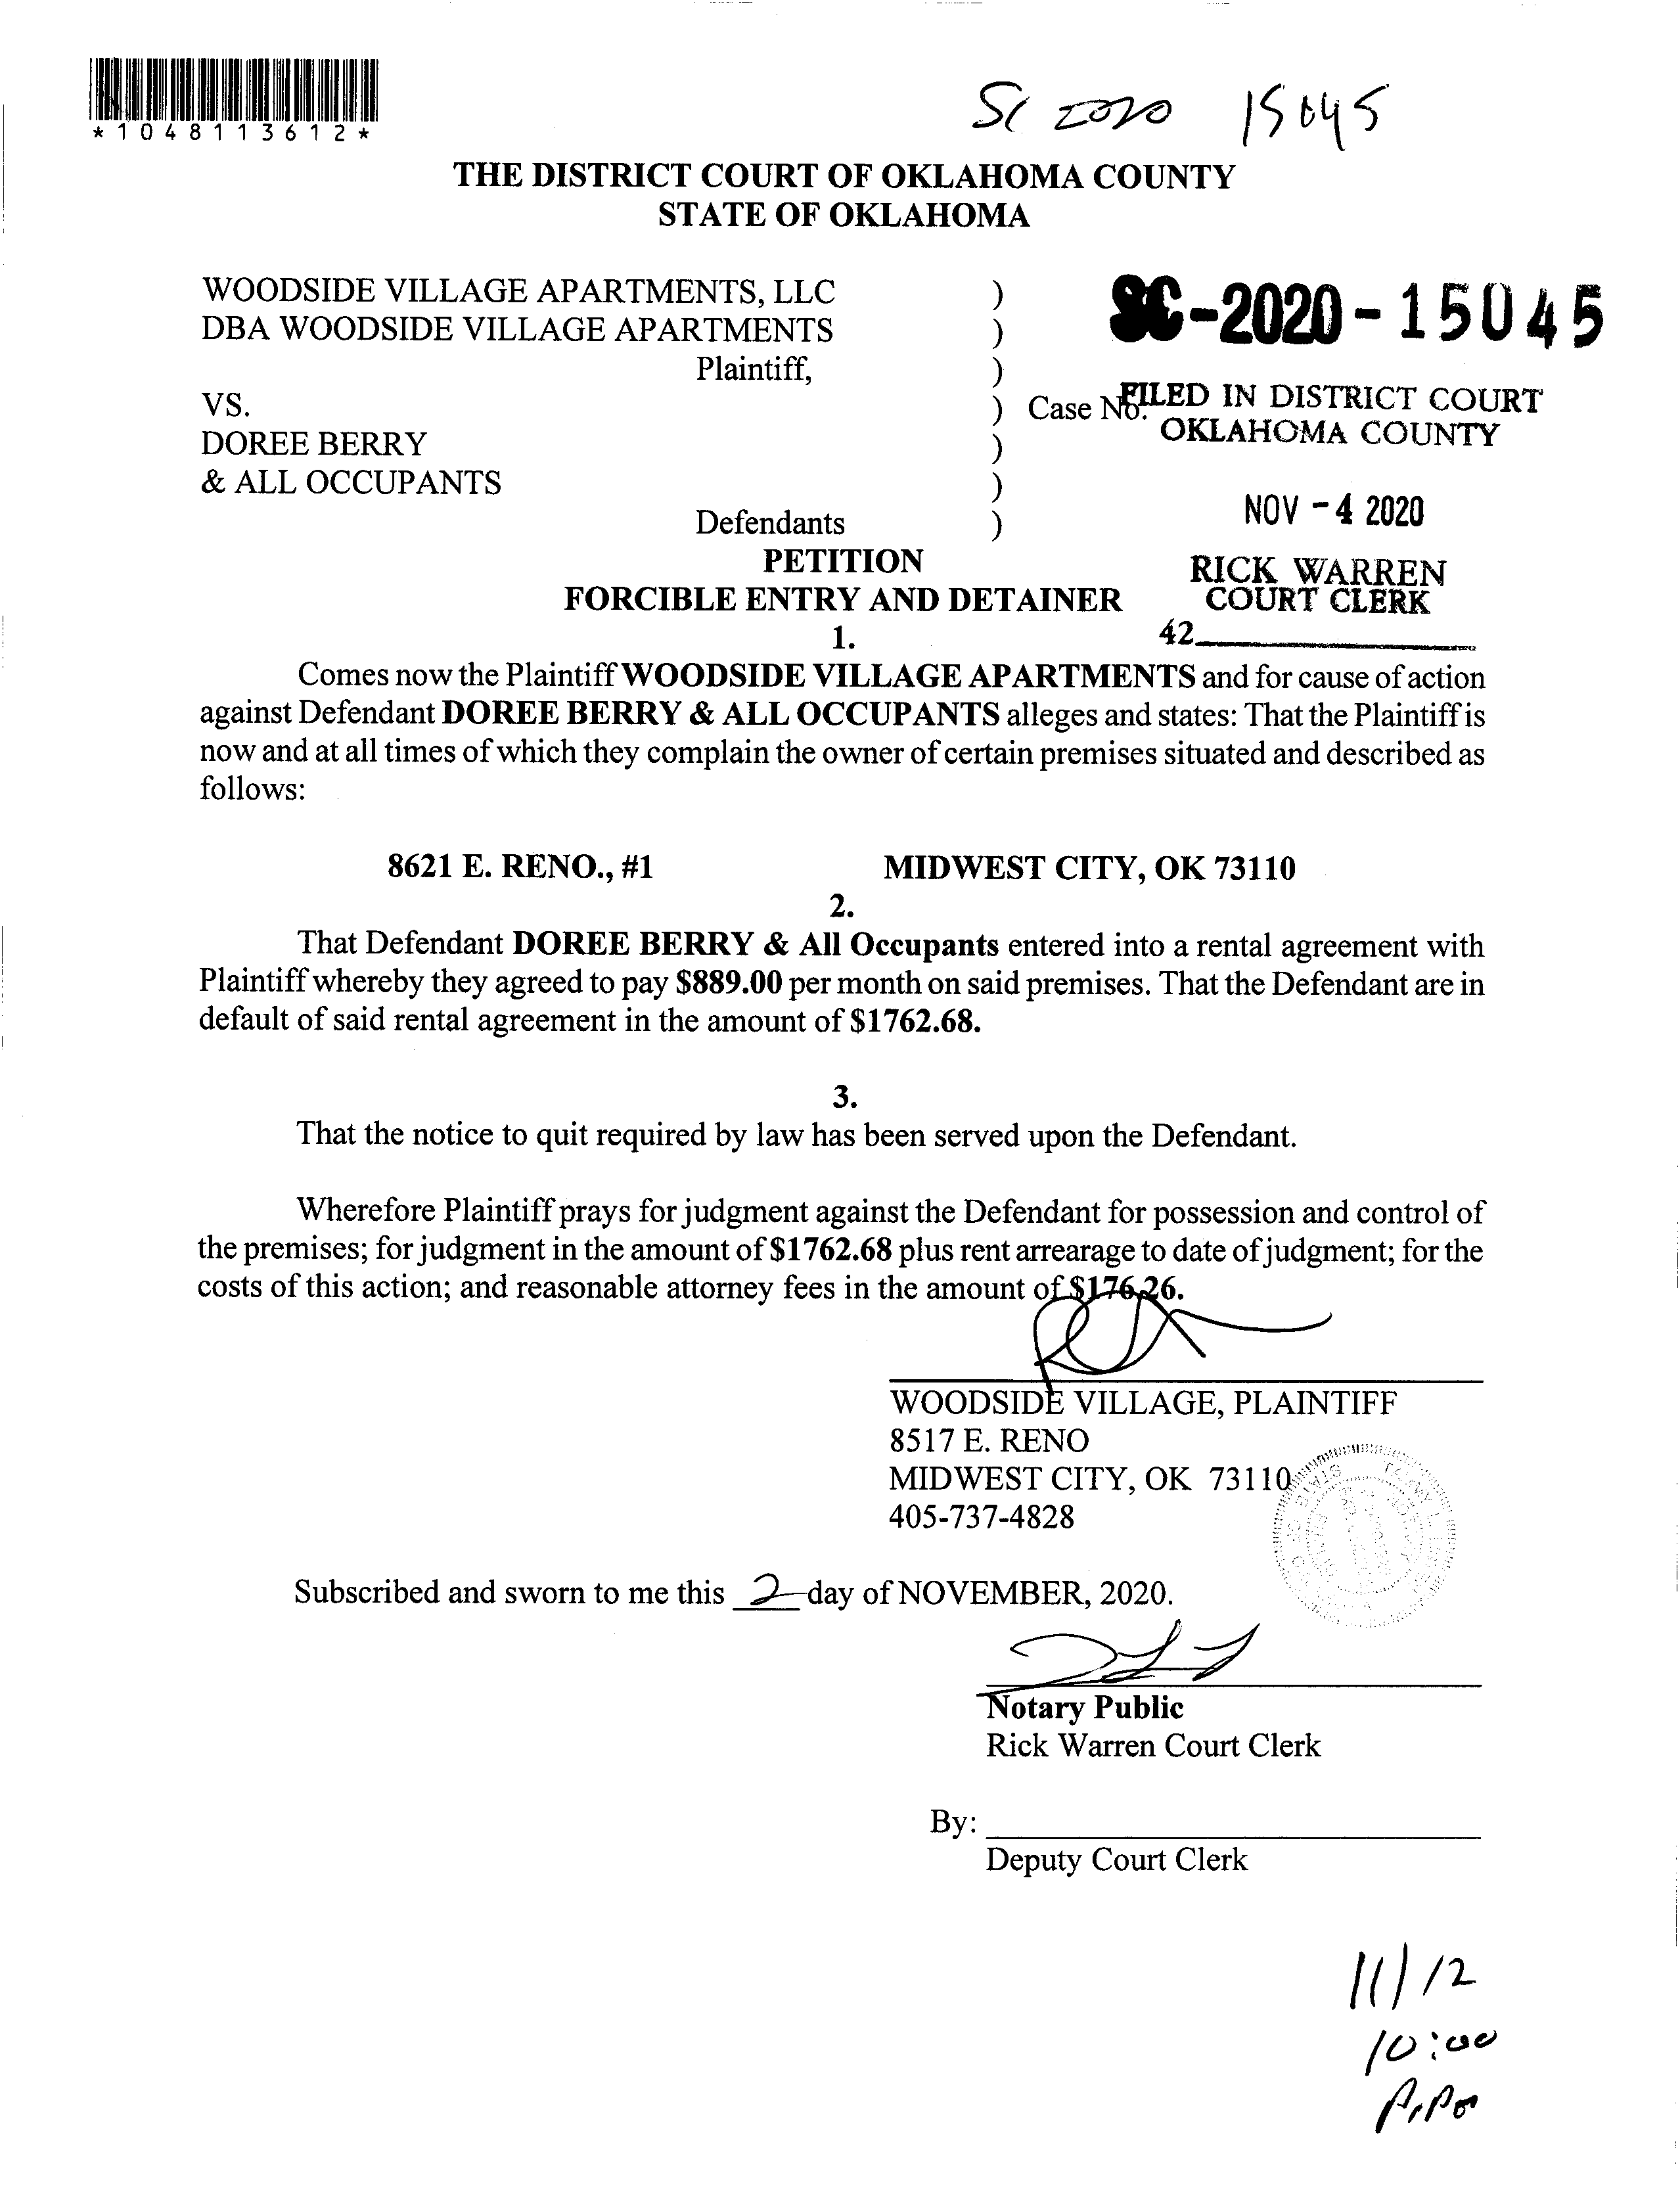 *1048113612*
SC 2020 15045
THE DISTRICT COURT OF OKLAHOMA COUNTY
STATE OF OKLAHOMA
WOODSIDE VILLAGE APARTMENTS, LLC )
DBA WOODSIDE VILLAGE APARTMENTS )
Plaintiff, )
VS. ) Case No.
DOREE BERRY )
& ALL OCCUPANTS )
Defendants )
SC-2020-15045
FILED IN DISTRICT COURT
OKLAHOMA COUNTY
NOV -4 2020
RICK WARREN
COURT CLERK
42
PETITION
FORCIBLE ENTRY AND DETAINER
1.
Comes now the Plaintiff WOODSIDE VILLAGE APARTMENTS and for cause of action
against Defendant DOREE BERRY & ALL OCCUPANTS alleges and states: That the Plaintiff is
now and at all times of which they complain the owner of certain premises situated and described as
follows:
8621 E. RENO., #1 MIDWEST CITY, OK 73110
2.
That Defendant DOREE BERRY & All Occupants entered into a rental agreement with
Plaintiff whereby they agreed to pay $889.00 per month on said premises. That the Defendant are in
default of said rental agreement in the amount of $1762.68.
3.
That the notice to quit required by law has been served upon the Defendant.
Wherefore Plaintiff prays for judgment against the Defendant for possession and control of
the premises; for judgment in the amount of $1762.68 plus rent arrearage to date of judgment; for the
costs of this action; and reasonable attorney fees in the amount of $176.26.
WOODSIDE VILLAGE, PLAINTIFF
8517 E. RENO
MIDWEST CITY, OK 73110
405-737-4828
Subscribed and sworn to me this 2 day of NOVEMBER, 2020.
Notary Public
Rick Warren Court Clerk
By:
Deputy Court Clerk
11/12
10:00